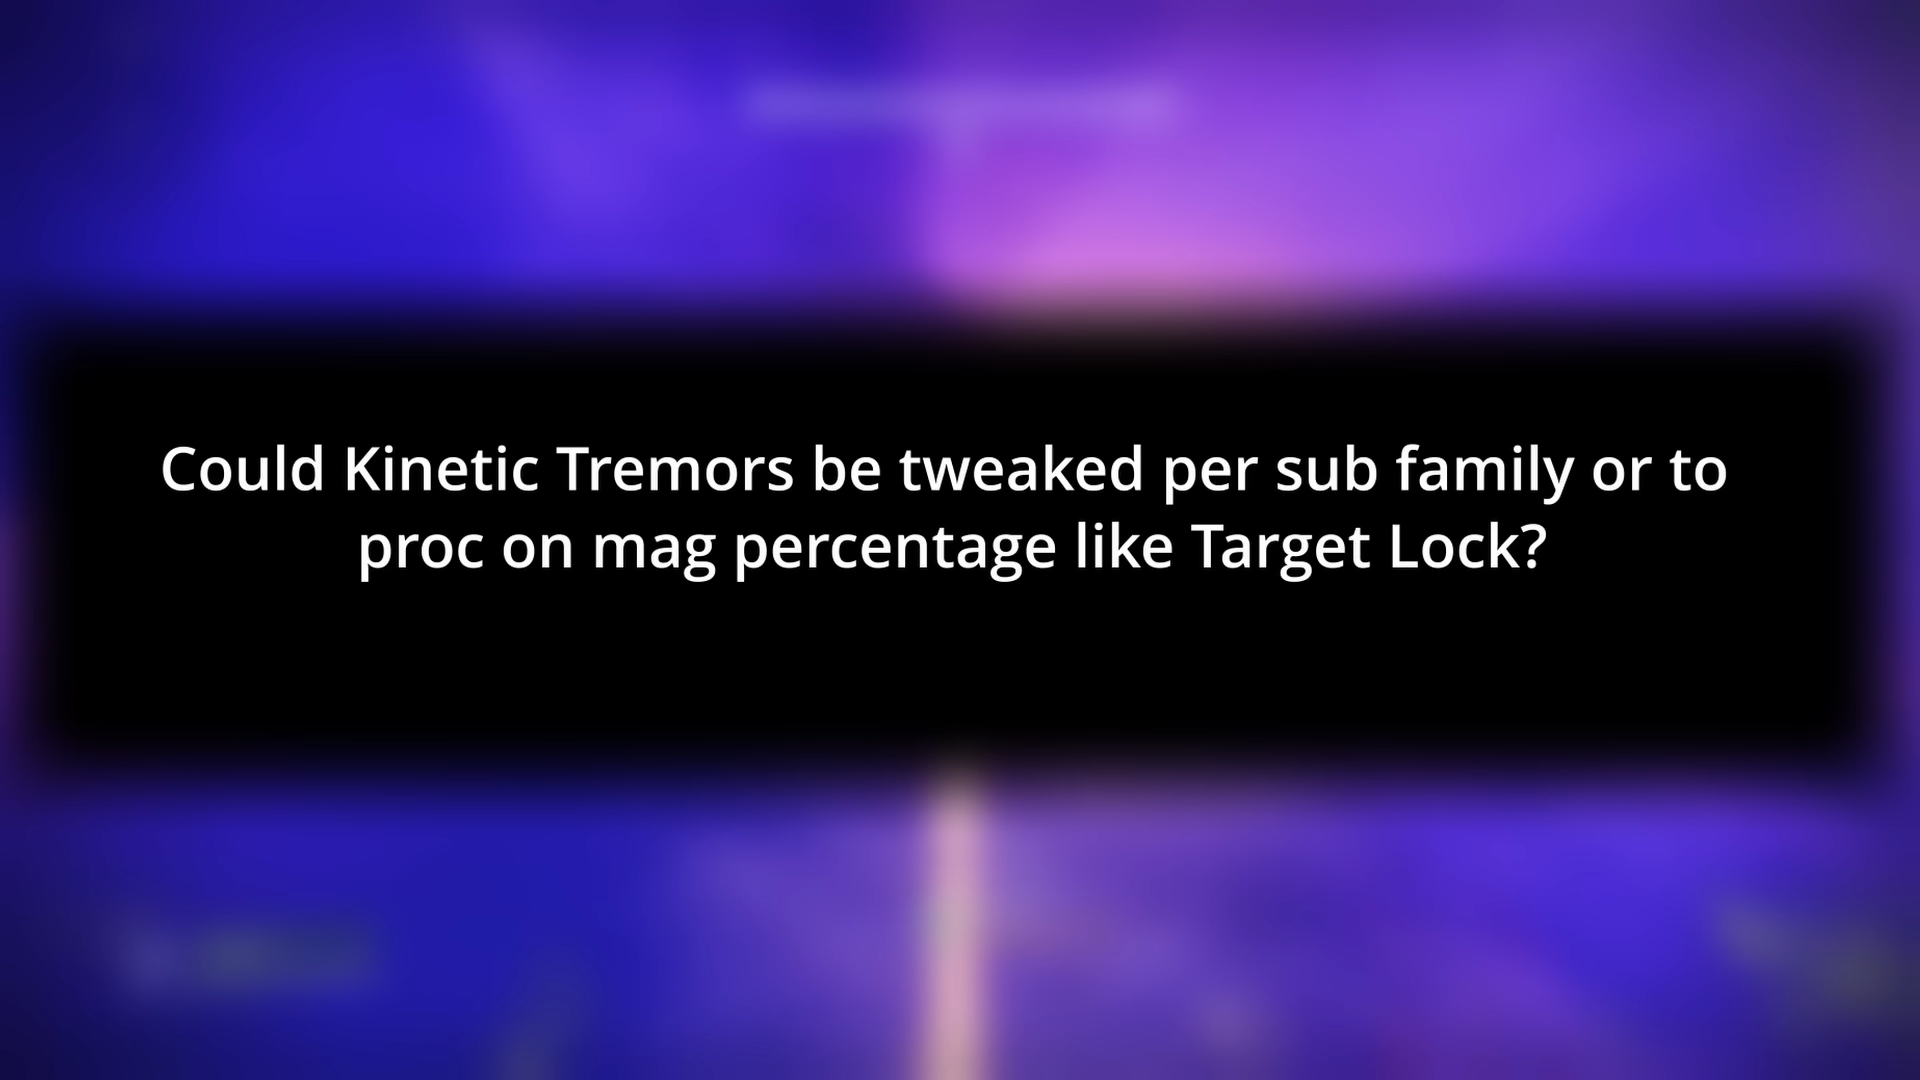 Could Kinetic Tremors be tweaked per sub family or to
proc on mag percentage like Target Lock?